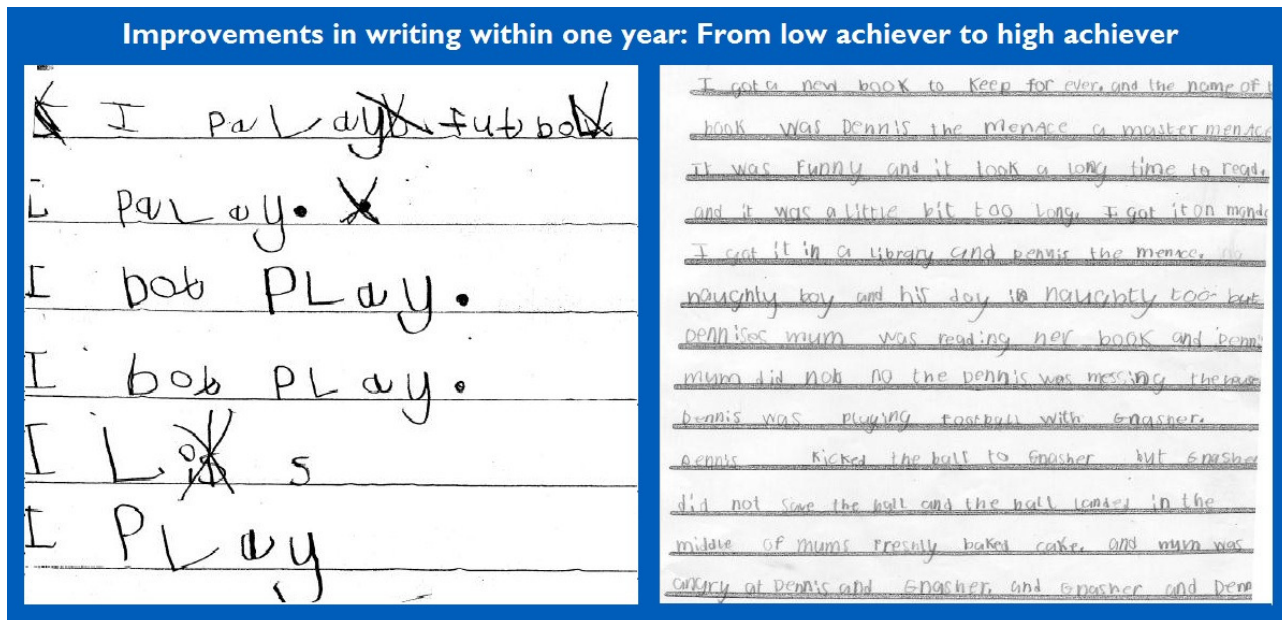 Improvements in writing within one year: From low achiever to high achiever
I paLay futbol
I paLay.
I bob PLay.
I bob PLay.
I L s
I PLay
I got a new book to keep for ever. and the name of
book was Dennis the menace a master menace
It was Funny and it took a long time to read.
and it was a little bit too long. I got it on
I got it in a Library and Dennis the menace.
naughty boy and his is naughty too but
Dennises mum was reading her book and
mum did not no the Dennis was messing the
Dennis was playing football with Gnasher.
Dennis Kicked the ball to Gnasher but Gnasher
did not save the ball and the ball landed in the
middle of mums freshly baked cake. and mum was
angry at Dennis and Gnasher. and Gnasher and